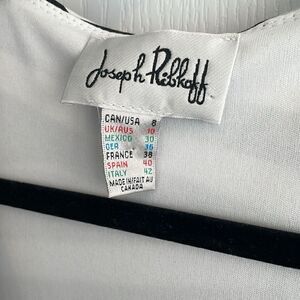 Joseph Ribkoff
CAN/USA 8
UK/AUS 10
MEXICO 30
GER 36
FRANCE 38
SPAIN 40
ITALY 42
MADE IN/FAIT AU
CANADA